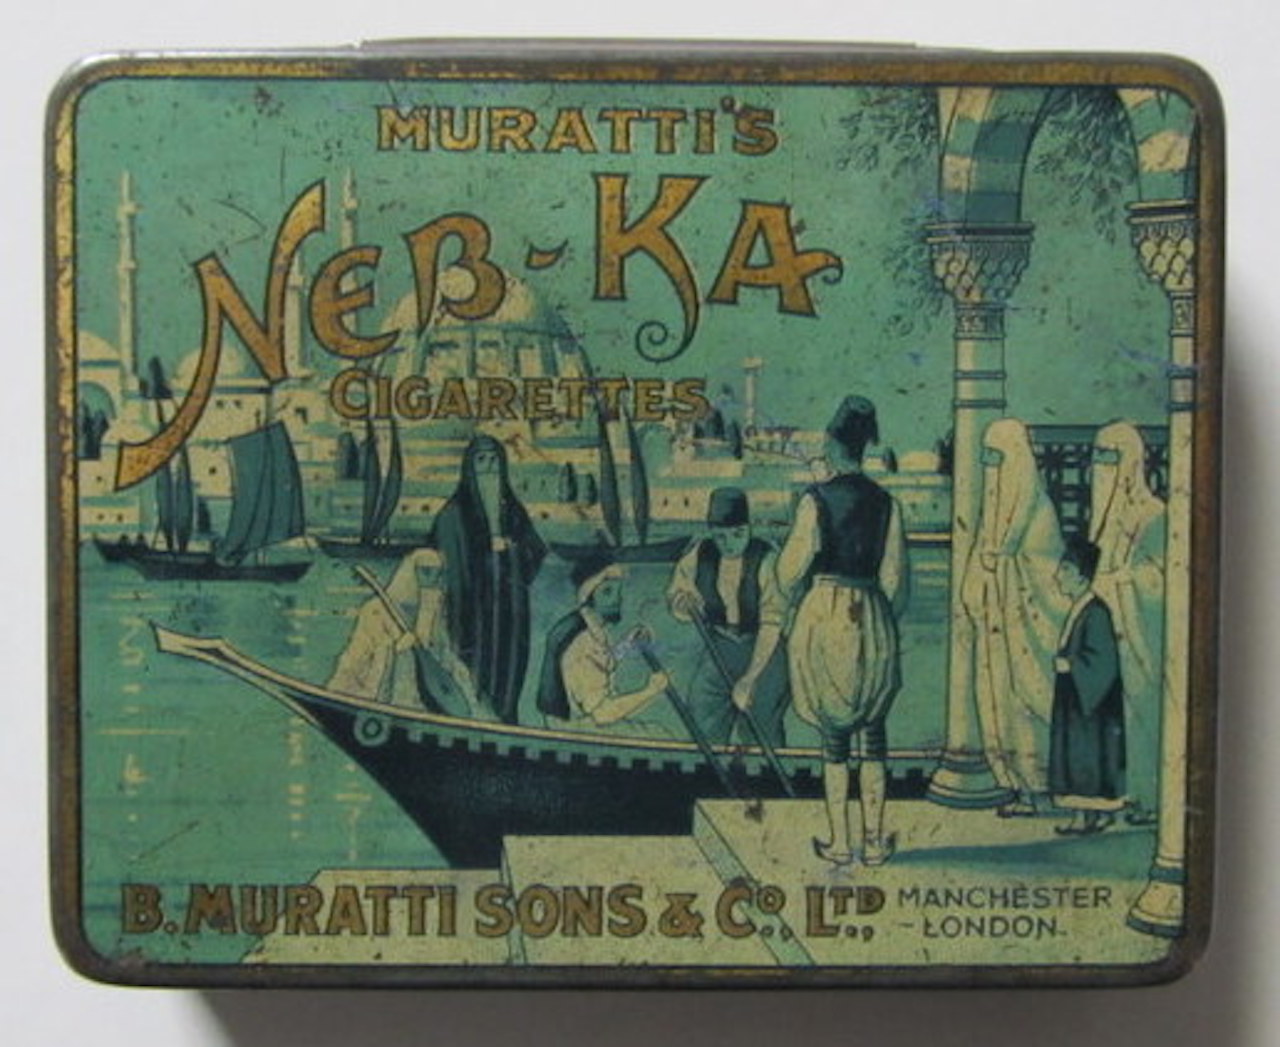 MURATTI'S
NEB-KA
CIGARETTES
B. MURATTI SONS & Co., LTD., MANCHESTER
- LONDON -